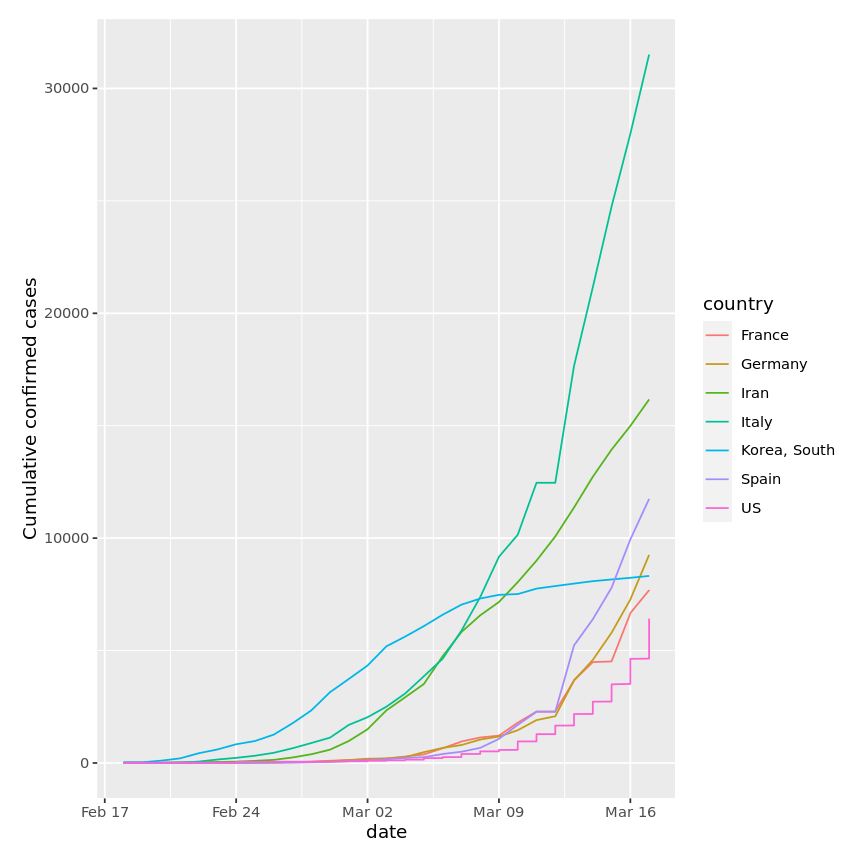 Cumulative confirmed cases
30000
20000
10000
0
Feb 17
Feb 24
Mar 02
Mar 09
Mar 16
date
country
France
Germany
Iran
Italy
Korea, South
Spain
US